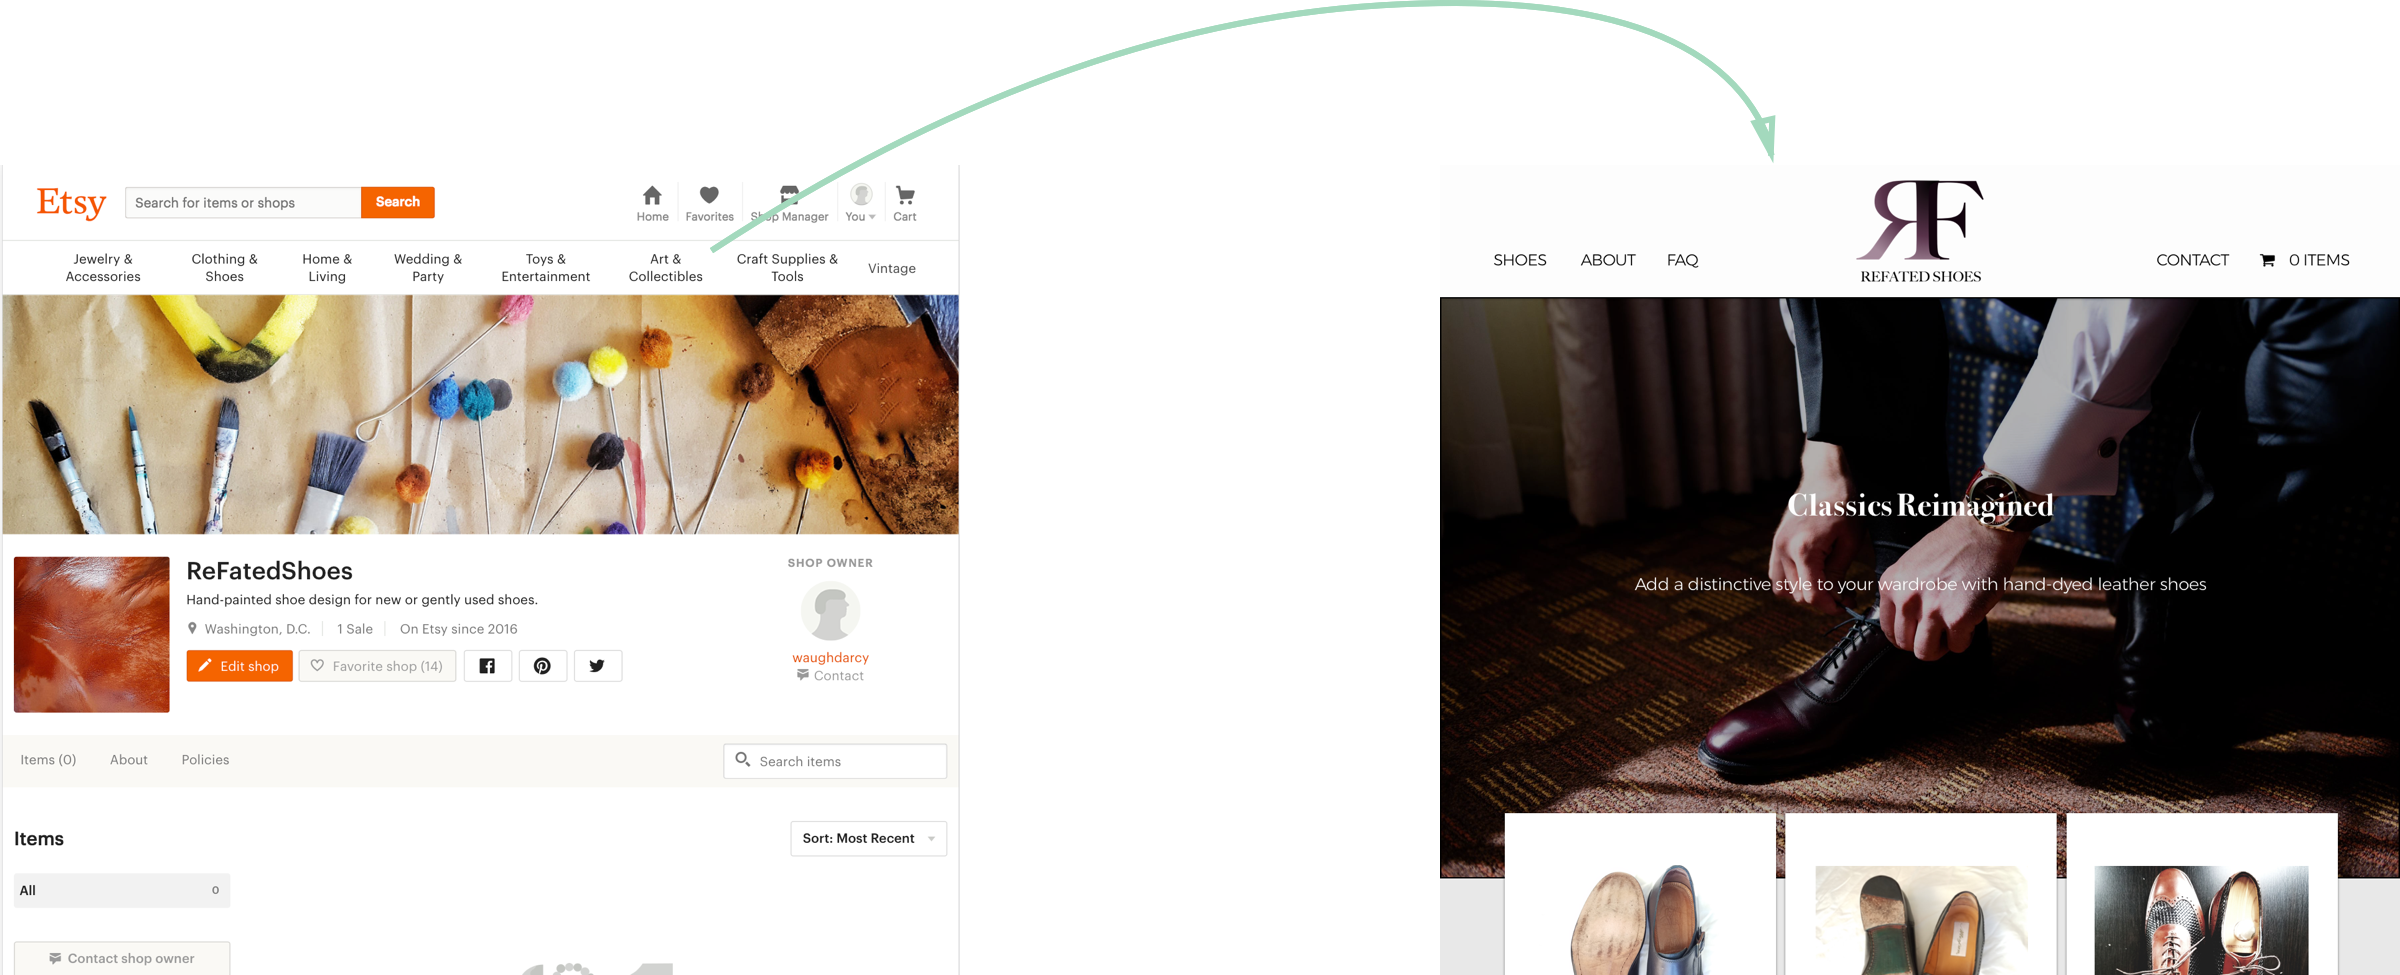 Etsy
Search for items or shops
Search
Home
Favorites
Shop Manager
You
Cart
Jewelry &
Accessories
Clothing &
Shoes
Home &
Living
Wedding &
Party
Toys &
Entertainment
Art &
Collectibles
Craft Supplies &
Tools
Vintage
ReFatedShoes
Hand-painted shoe design for new or gently used shoes.
Washington, D.C.
1 Sale
On Etsy since 2016
Edit shop
Favorite shop (14)
SHOP OWNER
waughdarcy
Contact
Items (0)
About
Policies
Search items
Items
Sort: Most Recent
All
0
Contact shop owner
RF
REFATED SHOES
SHOES
ABOUT
FAQ
CONTACT
0 ITEMS
Classics Reimagined
Add a distinctive style to your wardrobe with hand-dyed leather shoes